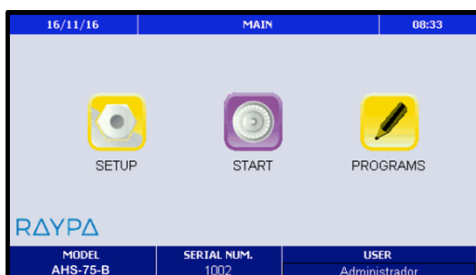 16/11/16 MAIN 08:33
SETUP START PROGRAMS
RAYPA
MODEL SERIAL NUM. USER
AHS-75-B 1002 Administrador